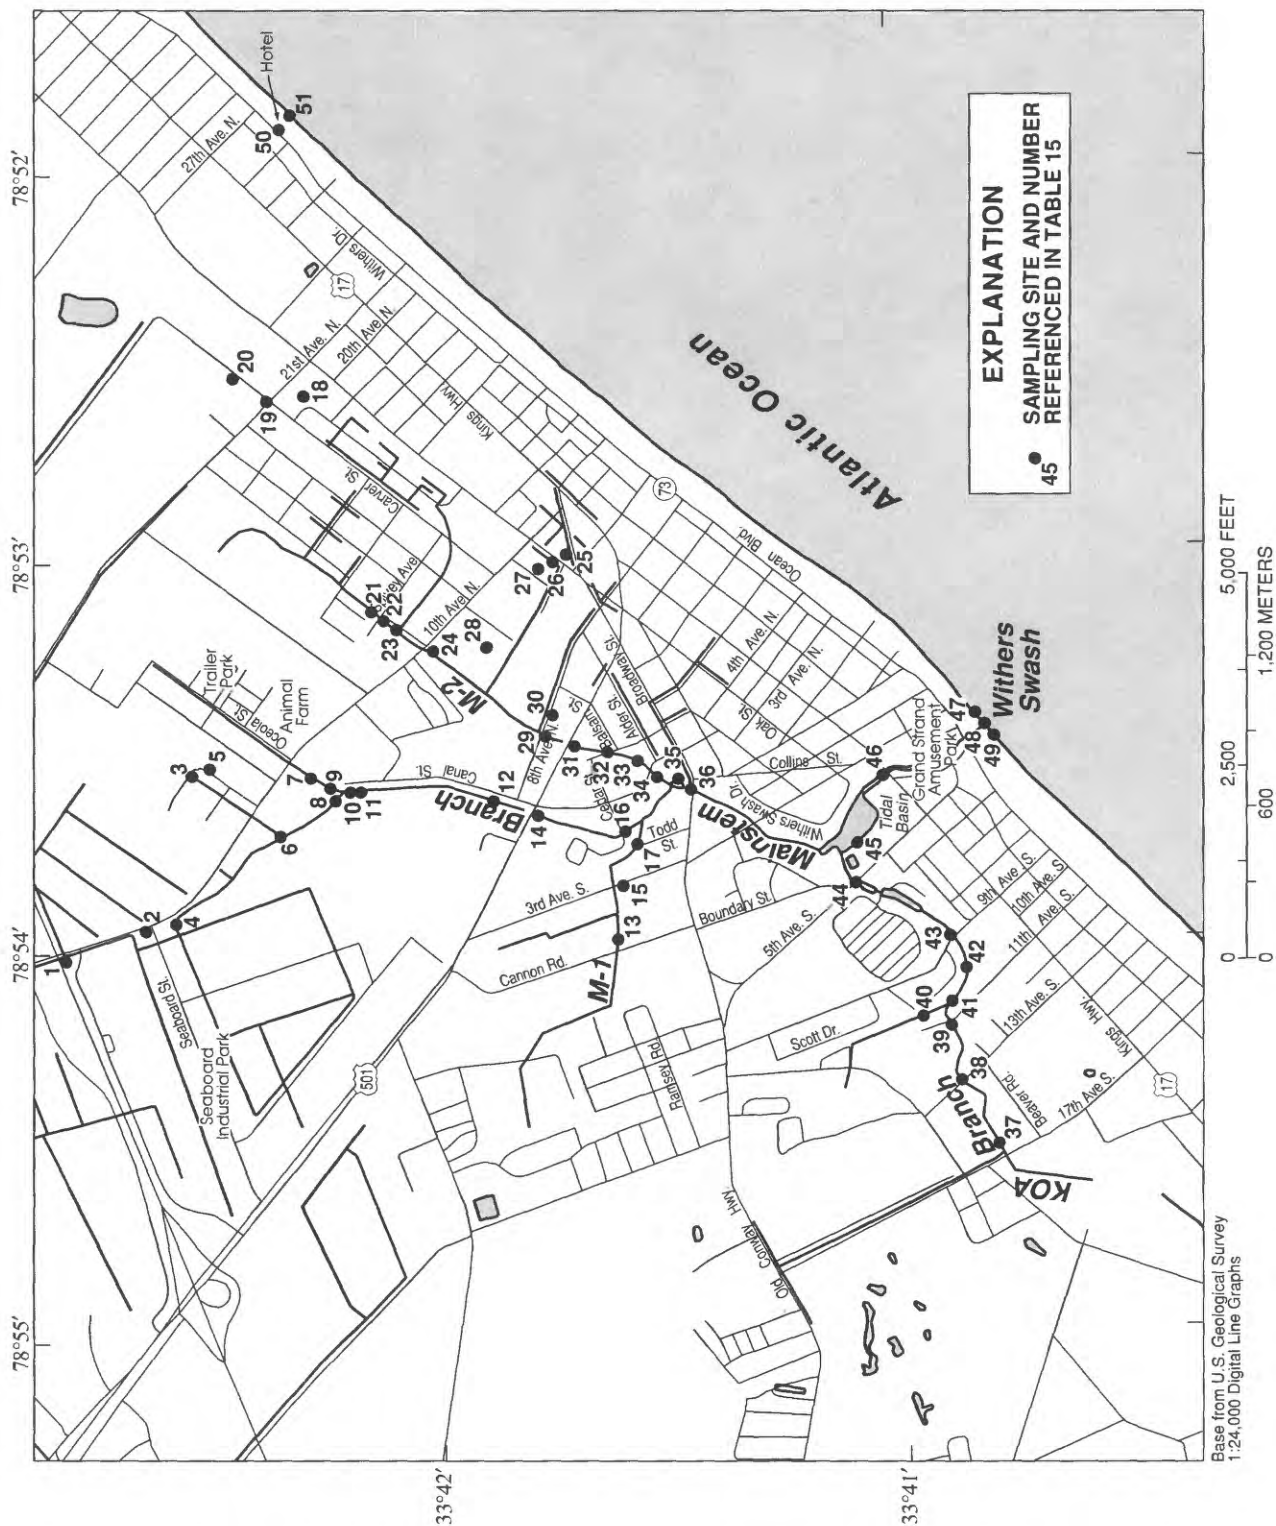 78°55'
78°54'
78°53'
78°52'
33°42'
33°41'
1
2
3
4
5
6
7
8
9
10
11
12
13
14
15
16
17
18
19
20
21
22
23
24
25
26
27
28
29
30
31
32
33
34
35
36
37
38
39
40
41
42
43
44
45
46
47
48
49
50
51
Hotel
27th Ave. N.
Withers Dr.
17
21st Ave. N.
20th Ave. N.
Kings Hwy.
Carver St.
10th Ave. N.
M-2
Trailer
Park
Osceola St.
Animal
Farm
Canal
St.
Branch
8th Ave. N.
Balsam St.
Alder St.
Cedar St.
Broadway St.
73
Ocean
Blvd.
4th Ave. N.
3rd Ave. N.
Oak St.
Collins St.
Withers Swash Dr.
Mainstem
Todd
St.
3rd Ave. S.
Cannon Rd.
M-1
Boundary St.
5th Ave. S.
Tidal
Basin
Grand Strand
Amusement
Park
Withers
Swash
Atlantic Ocean
9th Ave. S.
10th Ave. S.
11th Ave. S.
13th Ave. S.
17th Ave S.
Kings Hwy.
17
Beaver Rd.
Scott Dr.
Ramsey Rd.
Old Conway Hwy.
KOA
Branch
501
Seaboard St.
Seaboard
Industrial Park
EXPLANATION
45 SAMPLING SITE AND NUMBER
REFERENCED IN TABLE 15
0 2,500 5,000 FEET
0 600 1,200 METERS
Base from U.S. Geological Survey
1:24,000 Digital Line Graphs